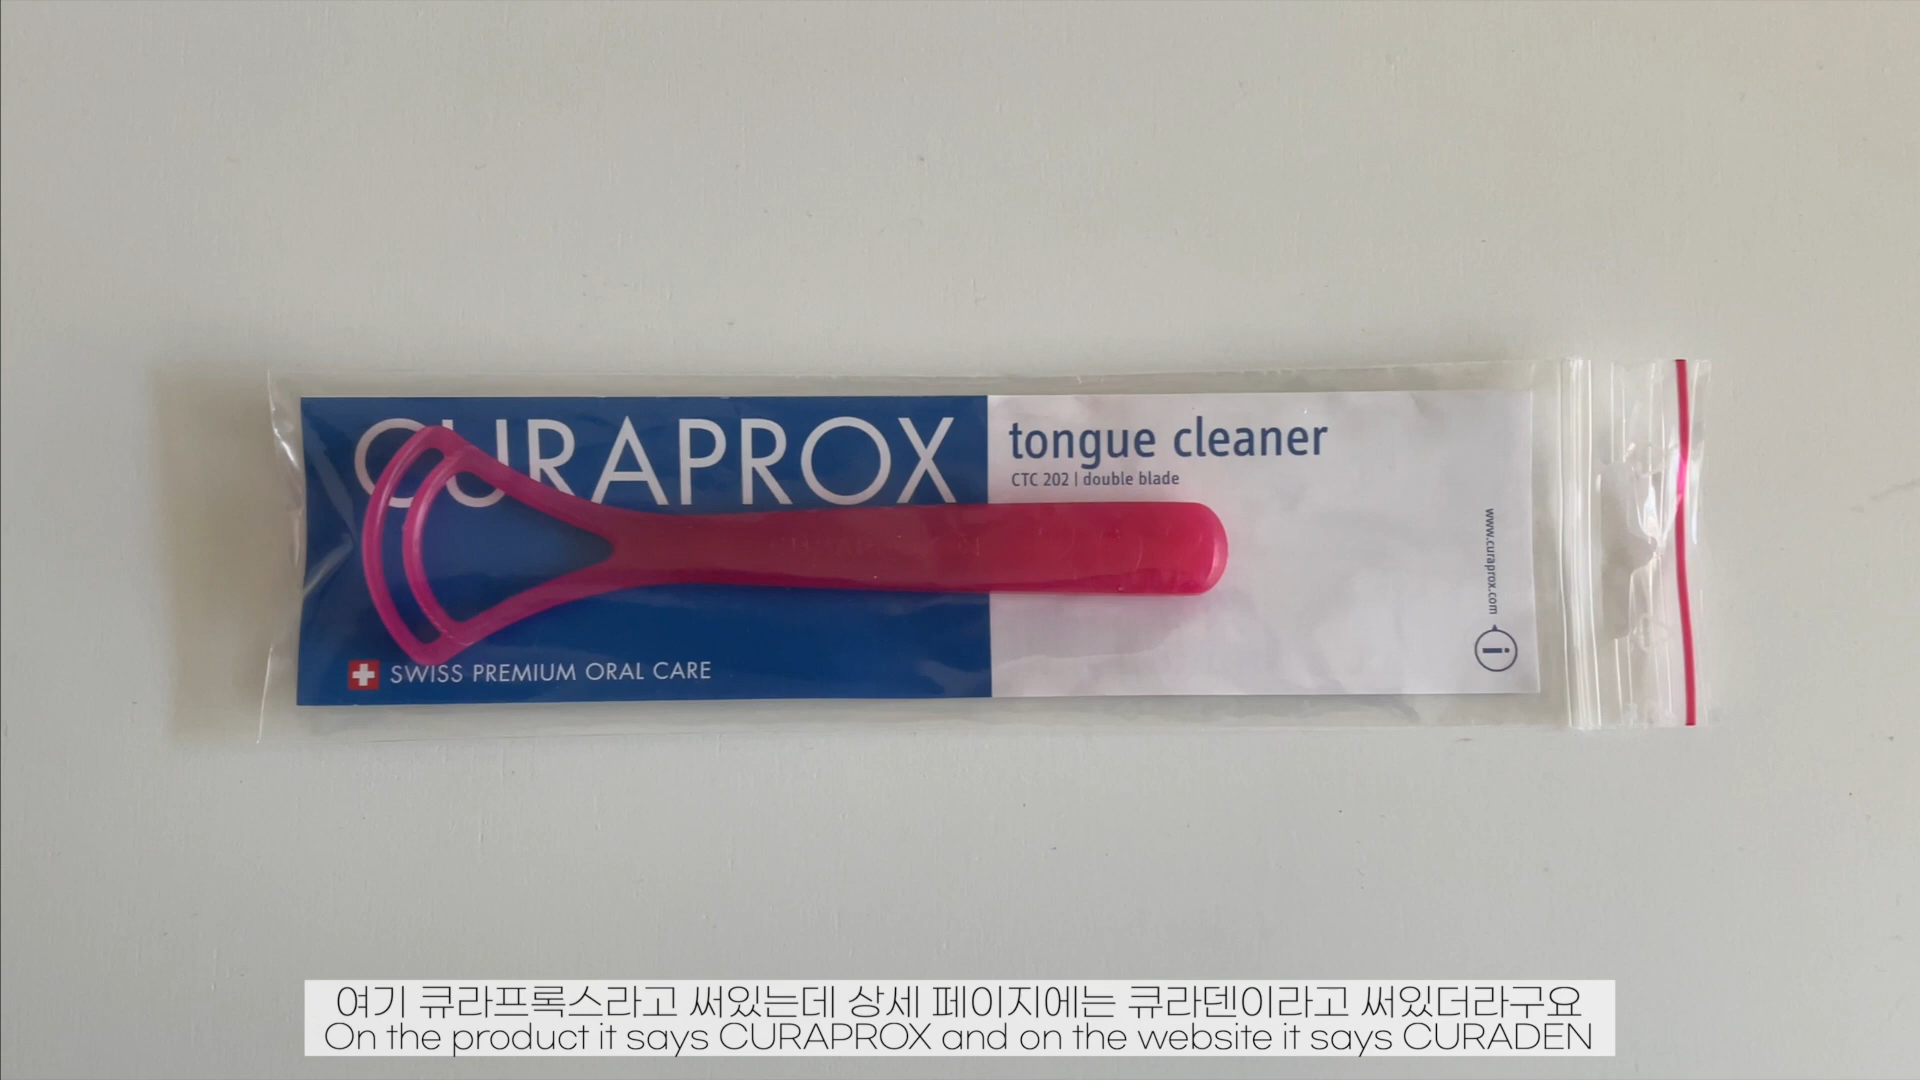 CURAPROX
tongue cleaner
CTC 202 | double blade
www.curaprox.com
i
SWISS PREMIUM ORAL CARE
여기 큐라프록스라고 써있는데 상세 페이지에는 큐라덴이라고 써있더라구요
On the product it says CURAPROX and on the website it says CURADEN